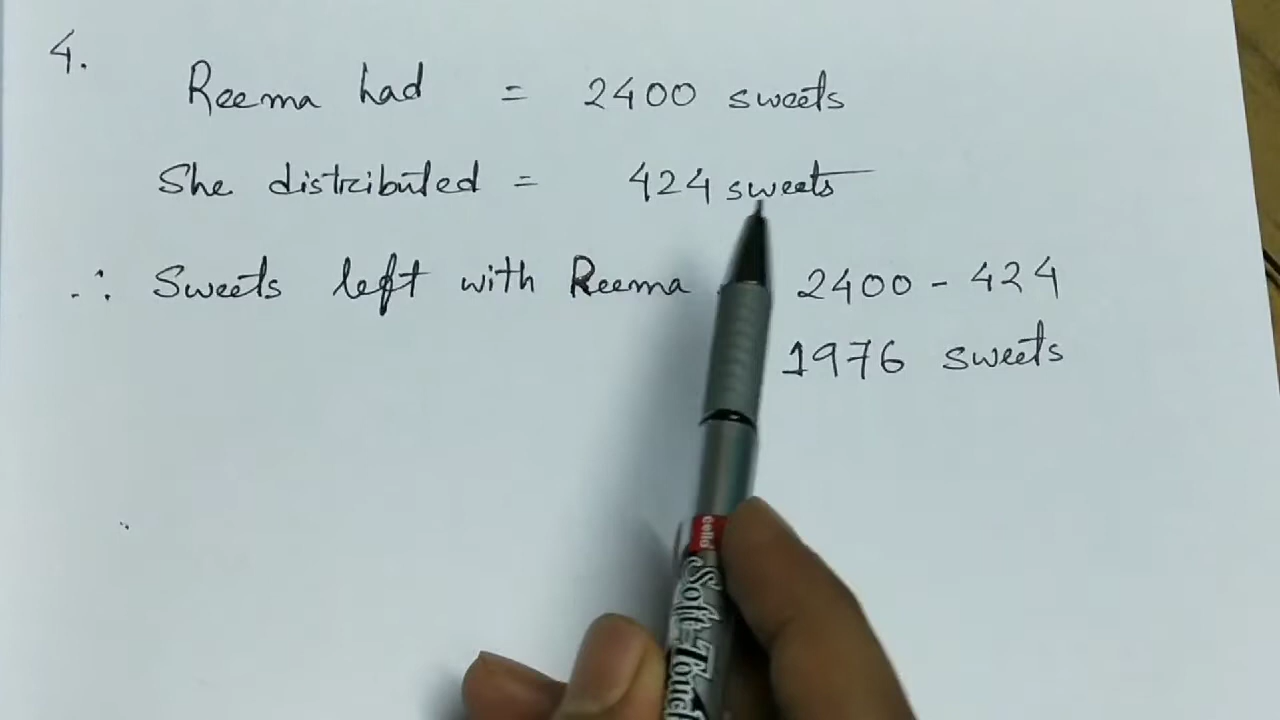 4.
Reema had = 2400 sweets
She distributed = 424 sweets
∴ Sweets left with Reema 2400 - 424
1976 sweets
cello
Soft-Touch